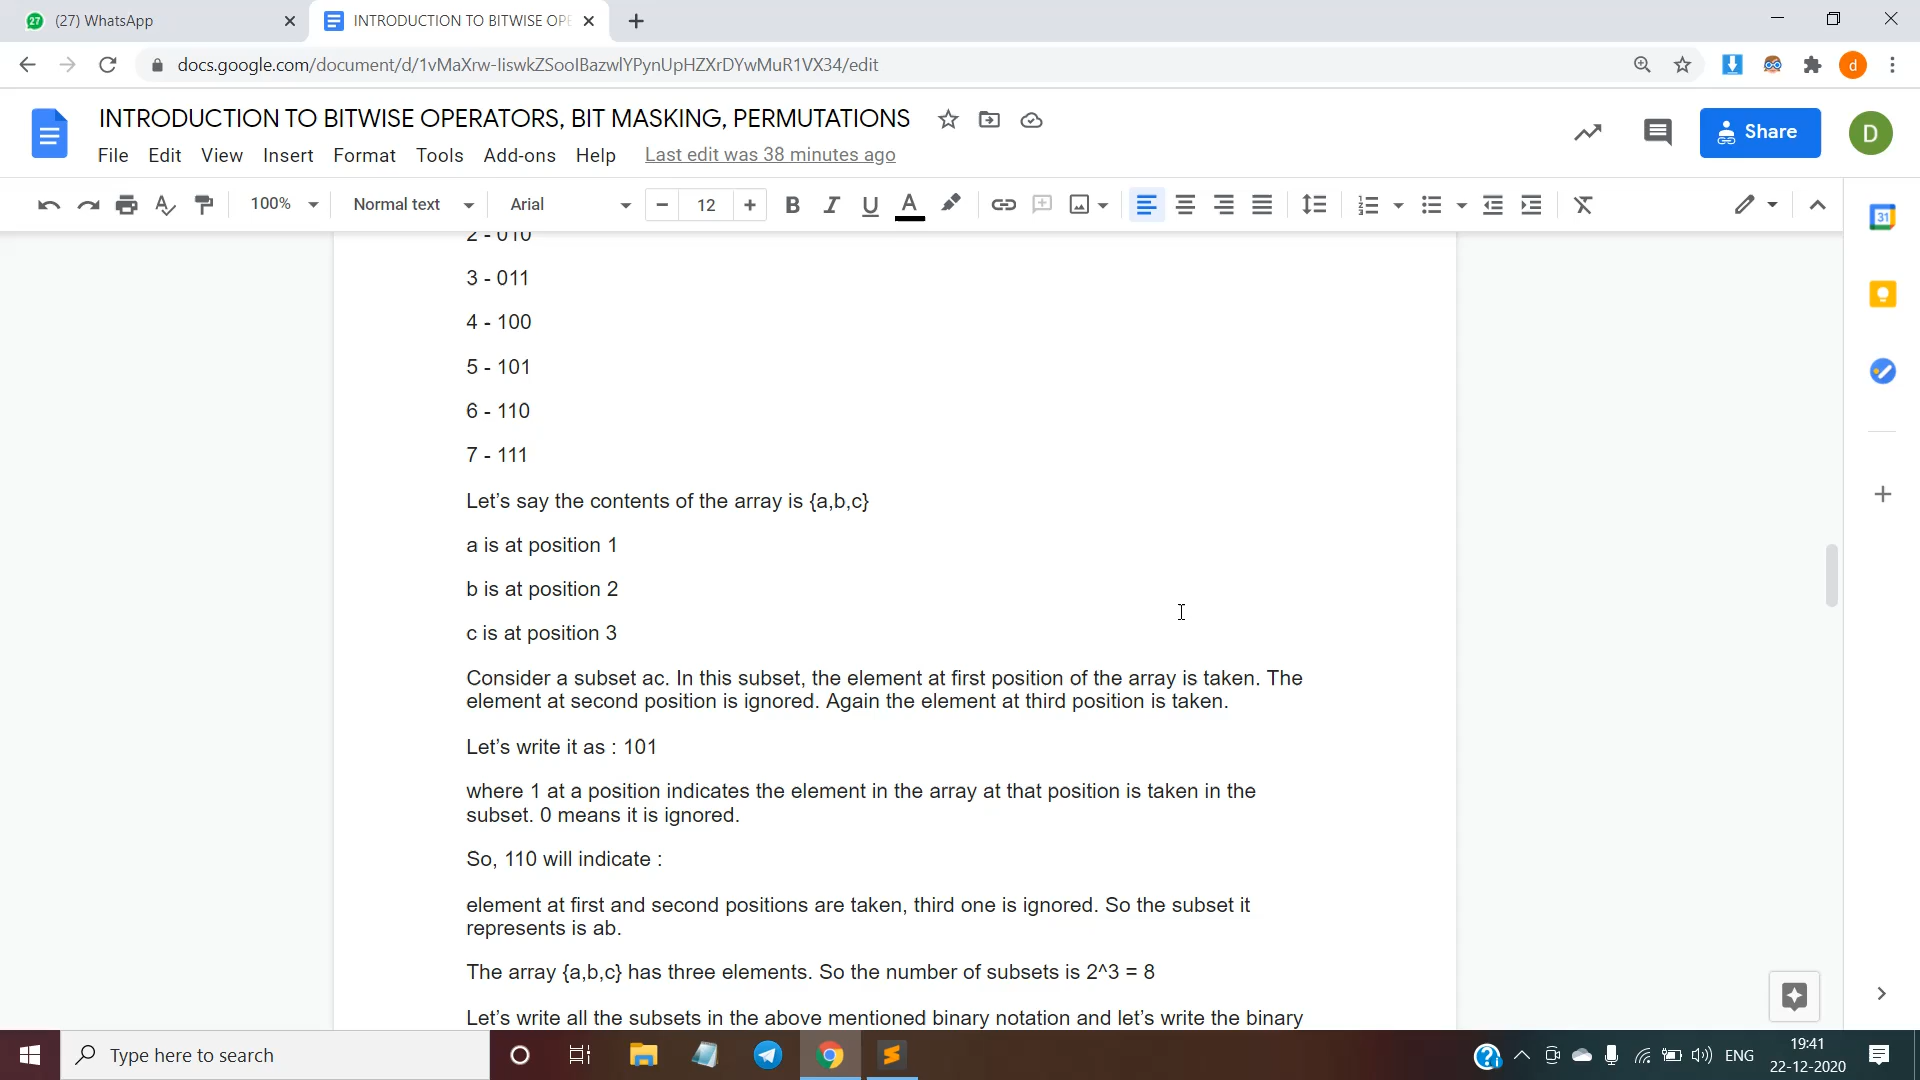 27 (27) WhatsApp
INTRODUCTION TO BITWISE OPE
docs.google.com/document/d/1vMaXrw-IiswkZSooIBazwlYPynUpHZXrDYwMuR1VX34/edit
d
INTRODUCTION TO BITWISE OPERATORS, BIT MASKING, PERMUTATIONS
Share
D
File Edit View Insert Format Tools Add-ons Help Last edit was 38 minutes ago
100% Normal text Arial 12 B I U A
31
2 - 010
3 - 011
4 - 100
5 - 101
6 - 110
7 - 111
Let’s say the contents of the array is {a,b,c}
a is at position 1
b is at position 2
c is at position 3
Consider a subset ac. In this subset, the element at first position of the array is taken. The
element at second position is ignored. Again the element at third position is taken.
Let’s write it as : 101
where 1 at a position indicates the element in the array at that position is taken in the
subset. 0 means it is ignored.
So, 110 will indicate :
element at first and second positions are taken, third one is ignored. So the subset it
represents is ab.
The array {a,b,c} has three elements. So the number of subsets is 2^3 = 8
Let’s write all the subsets in the above mentioned binary notation and let’s write the binary
Type here to search
ENG
19:41
22-12-2020